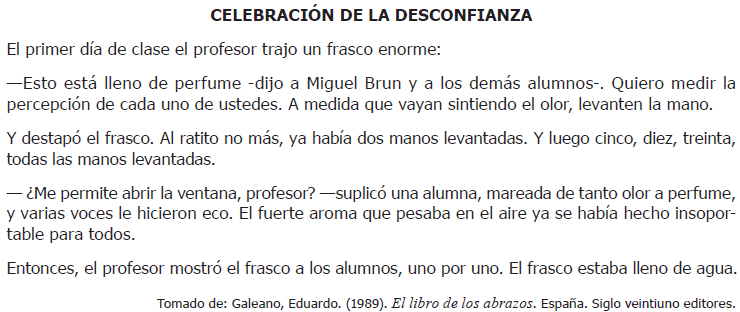 CELEBRACIÓN DE LA DESCONFIANZA
El primer día de clase el profesor trajo un frasco enorme:
—Esto está lleno de perfume -dijo a Miguel Brun y a los demás alumnos-. Quiero medir la
percepción de cada uno de ustedes. A medida que vayan sintiendo el olor, levanten la mano.
Y destapó el frasco. Al ratito no más, ya había dos manos levantadas. Y luego cinco, diez, treinta,
todas las manos levantadas.
— ¿Me permite abrir la ventana, profesor? —suplicó una alumna, mareada de tanto olor a perfume,
y varias voces le hicieron eco. El fuerte aroma que pesaba en el aire ya se había hecho insopor-
table para todos.
Entonces, el profesor mostró el frasco a los alumnos, uno por uno. El frasco estaba lleno de agua.
Tomado de: Galeano, Eduardo. (1989). El libro de los abrazos. España. Siglo veintiuno editores.